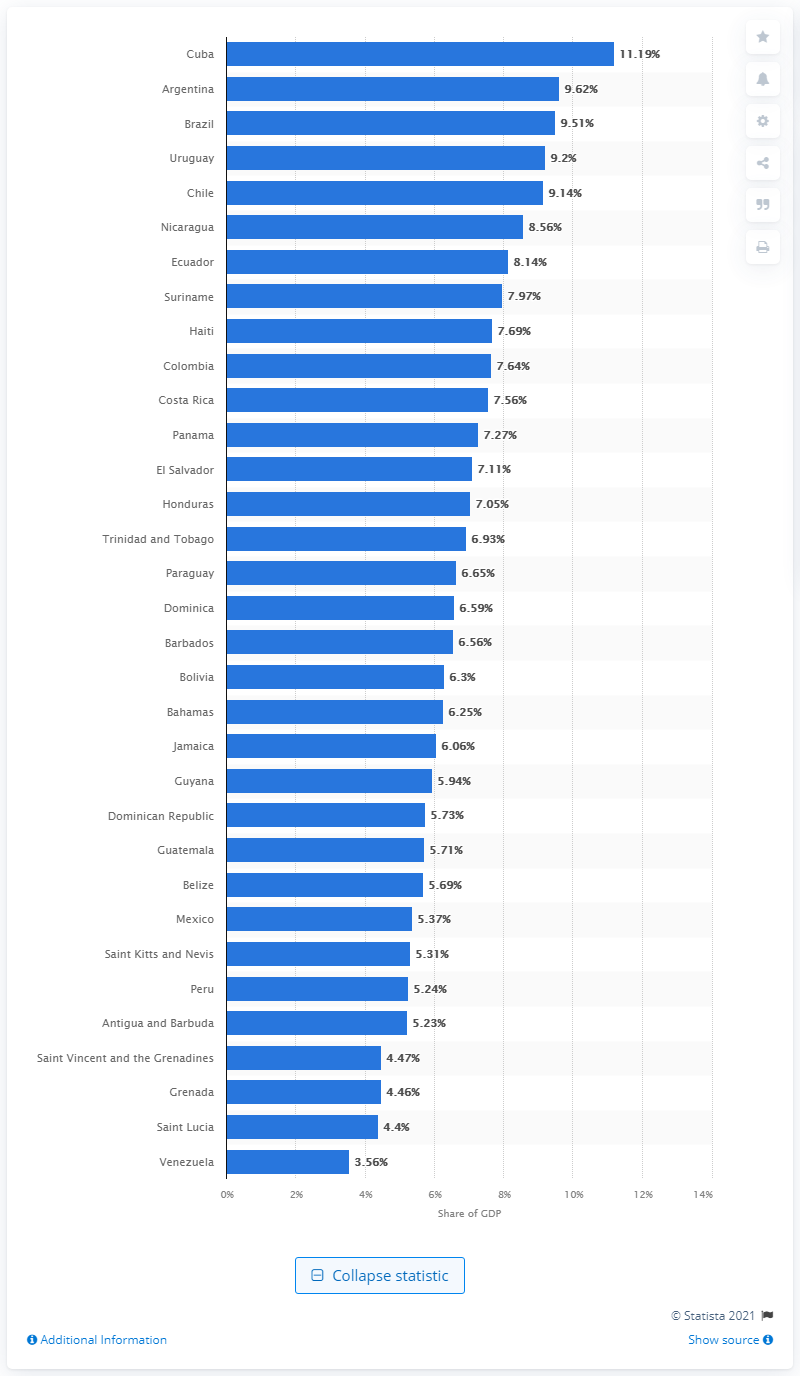 Cuba 11.19%
Argentina 9.62%
Brazil 9.51%
Uruguay 9.2%
Chile 9.14%
Nicaragua 8.56%
Ecuador 8.14%
Suriname 7.97%
Haiti 7.69%
Colombia 7.64%
Costa Rica 7.56%
Panama 7.27%
El Salvador 7.11%
Honduras 7.05%
Trinidad and Tobago 6.93%
Paraguay 6.65%
Dominica 6.59%
Barbados 6.56%
Bolivia 6.3%
Bahamas 6.25%
Jamaica 6.06%
Guyana 5.94%
Dominican Republic 5.73%
Guatemala 5.71%
Belize 5.69%
Mexico 5.37%
Saint Kitts and Nevis 5.31%
Peru 5.24%
Antigua and Barbuda 5.23%
Saint Vincent and the Grenadines 4.47%
Grenada 4.46%
Saint Lucia 4.4%
Venezuela 3.56%
0% 2% 4% 6% 8% 10% 12% 14%
Share of GDP
Collapse statistic
© Statista 2021
Additional Information Show source